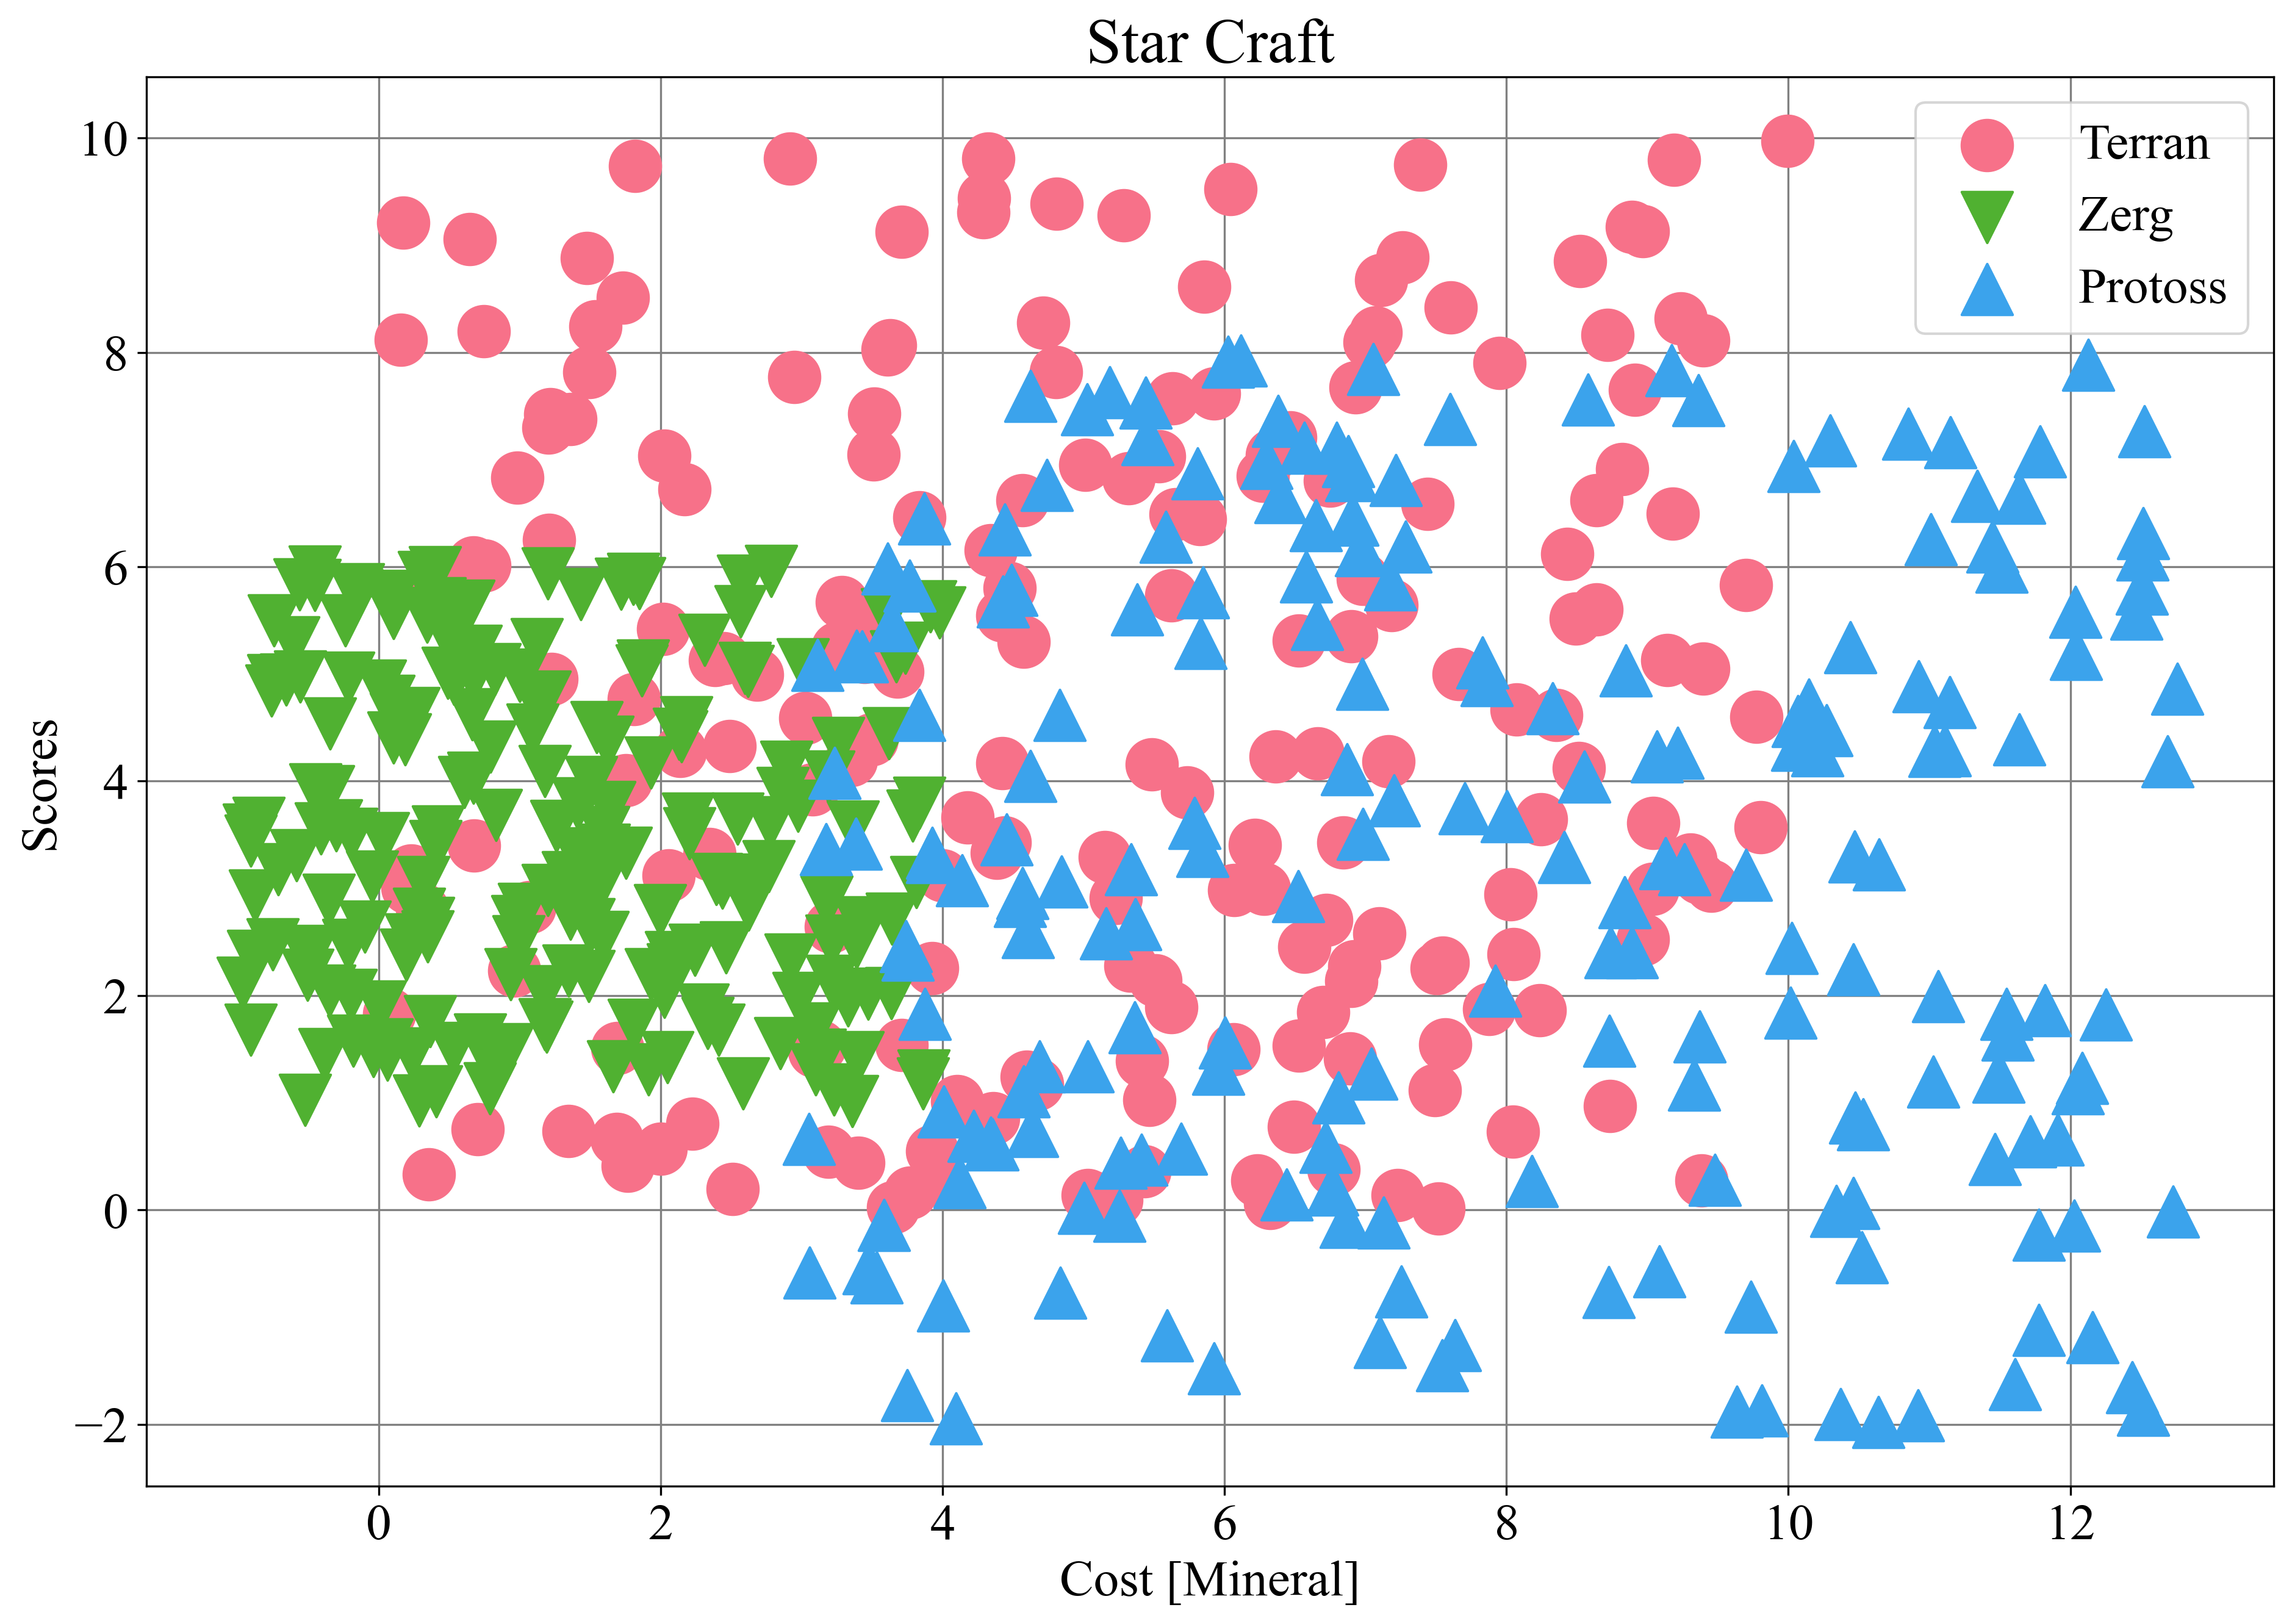 Star Craft
Scores
10
8
6
4
2
0
−2
Terran
Zerg
Protoss
0 2 4 6 8 10 12
Cost [Mineral]